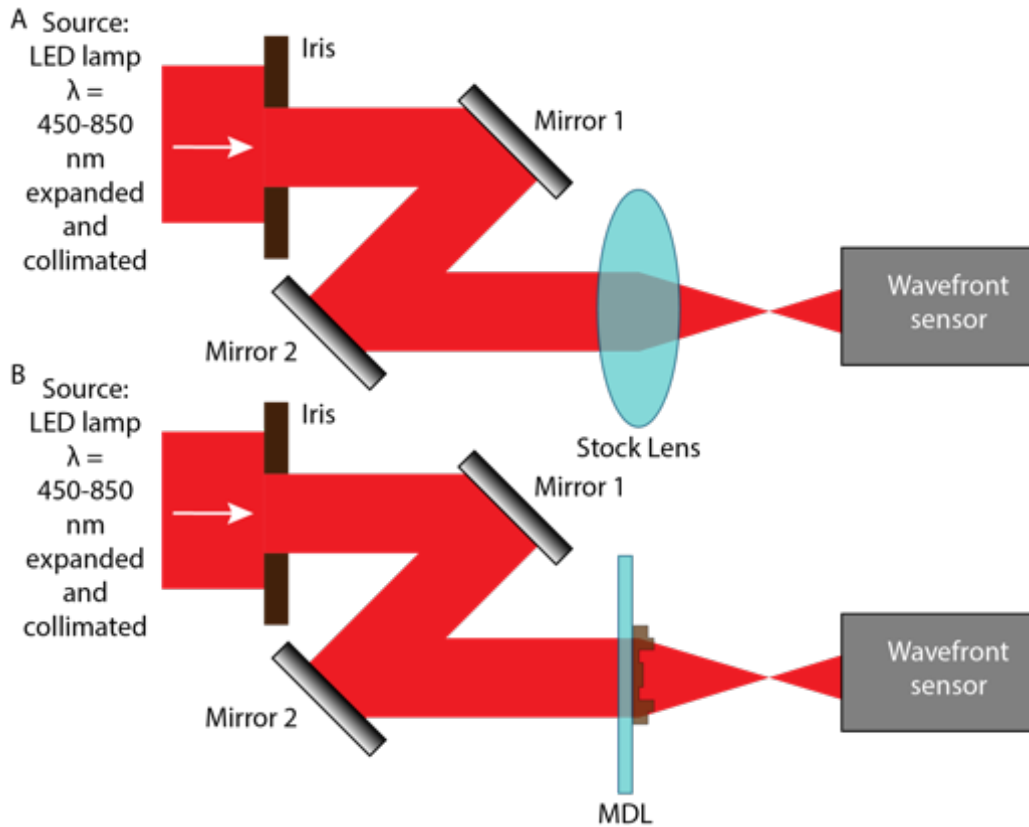 A
Source:
LED lamp
λ =
450-850
nm
expanded
and
collimated
Iris
Mirror 1
Mirror 2
Stock Lens
Wavefront
sensor
B
Source:
LED lamp
λ =
450-850
nm
expanded
and
collimated
Iris
Mirror 1
Mirror 2
MDL
Wavefront
sensor